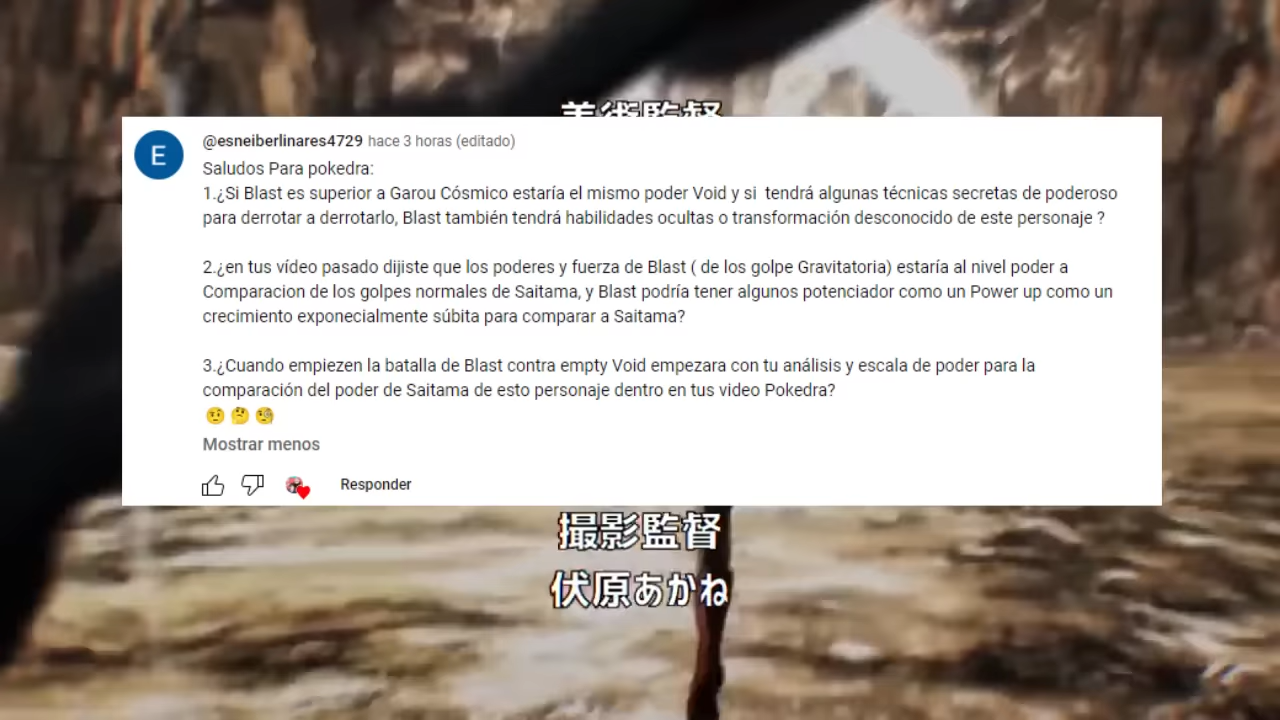 美術監督
E
@esneiberlinares4729 hace 3 horas (editado)
Saludos Para pokedra:
1.¿Si Blast es superior a Garou Cósmico estaría el mismo poder Void y si tendrá algunas técnicas secretas de poderoso
para derrotar a derrotarlo, Blast también tendrá habilidades ocultas o transformación desconocido de este personaje ?
2.¿en tus vídeo pasado dijiste que los poderes y fuerza de Blast ( de los golpe Gravitatoria) estaría al nivel poder a
Comparacion de los golpes normales de Saitama, y Blast podría tener algunos potenciador como un Power up como un
crecimiento exponecialmente súbita para comparar a Saitama?
3.¿Cuando empiezen la batalla de Blast contra empty Void empezara con tu análisis y escala de poder para la
comparación del poder de Saitama de esto personaje dentro en tus video Pokedra?
🤨 🤔 🧐
Mostrar menos
Responder
撮影監督
伏原あかね